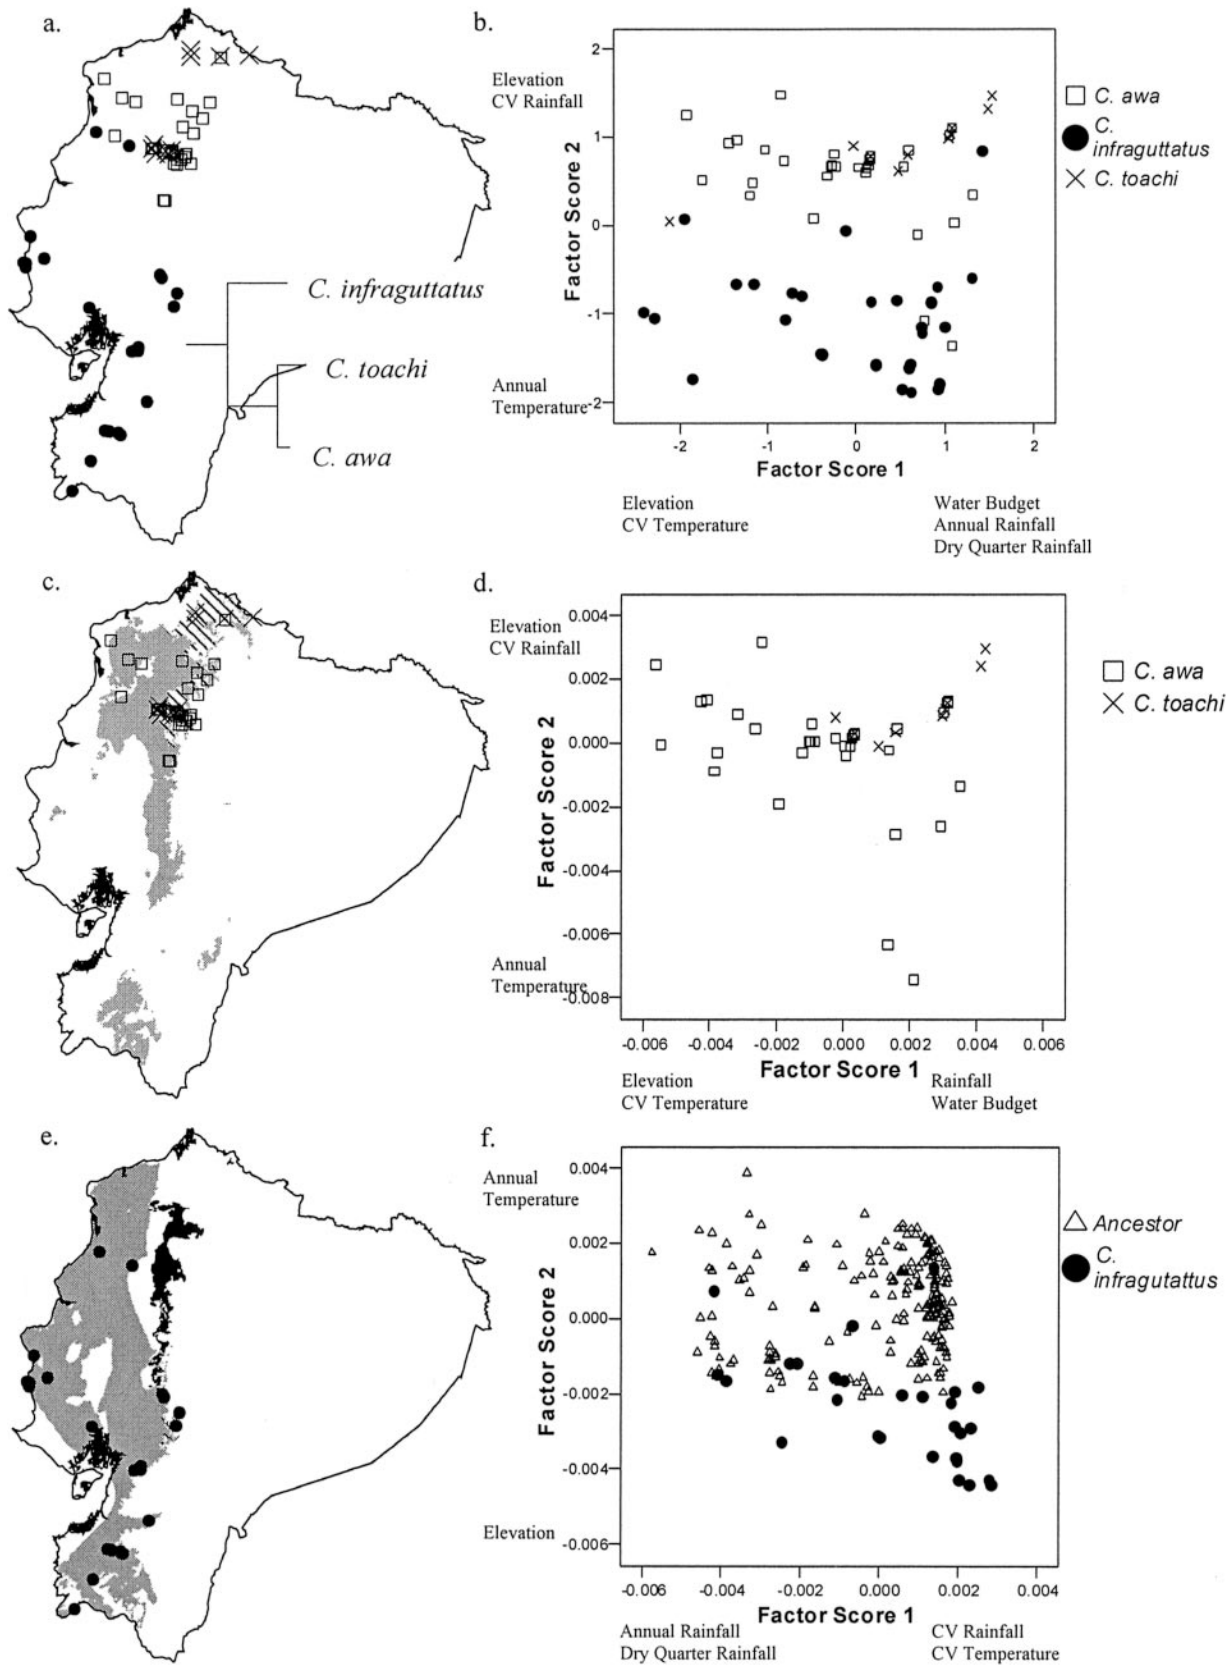 a.
C. infraguttatus
C. toachi
C. awa
b.
Elevation
CV Rainfall
Annual
Temperature
Factor Score 2
2
1
0
-1
-2
-2
-1
0
1
2
Factor Score 1
Elevation
CV Temperature
Water Budget
Annual Rainfall
Dry Quarter Rainfall
C. awa
C.
infraguttatus
C. toachi
c.
d.
Elevation
CV Rainfall
Annual
Temperature
Factor Score 2
0.004
0.002
0.000
-0.002
-0.004
-0.006
-0.008
-0.006
-0.004
-0.002
0.000
0.002
0.004
0.006
Factor Score 1
Elevation
CV Temperature
Rainfall
Water Budget
C. awa
C. toachi
e.
f.
Annual
Temperature
Elevation
Factor Score 2
0.004
0.002
0.000
-0.002
-0.004
-0.006
-0.006
-0.004
-0.002
0.000
0.002
0.004
Factor Score 1
Annual Rainfall
Dry Quarter Rainfall
CV Rainfall
CV Temperature
Ancestor
C.
infragutattus